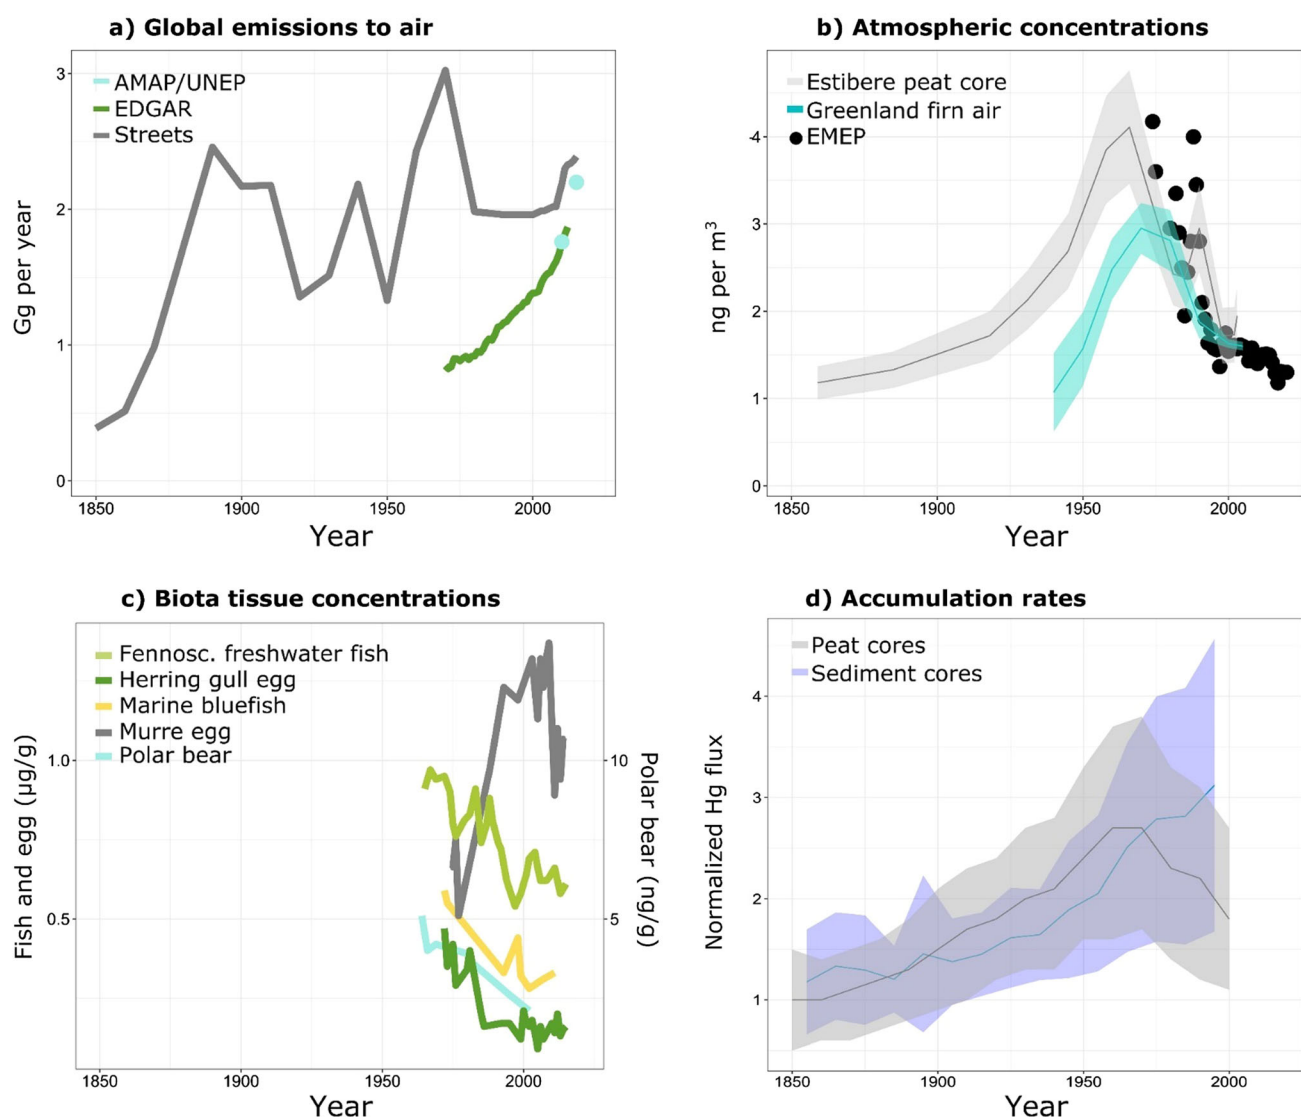 a) Global emissions to air
AMAP/UNEP
EDGAR
Streets
Gg per year
3
2
1
0
1850 1900 1950 2000
Year
b) Atmospheric concentrations
Estibere peat core
Greenland firn air
EMEP
ng per m³
4
3
2
1
0
1850 1900 1950 2000
Year
c) Biota tissue concentrations
Fennosc. freshwater fish
Herring gull egg
Marine bluefish
Murre egg
Polar bear
Fish and egg (µg/g)
1.0
0.5
Polar bear (ng/g)
10
5
1850 1900 1950 2000
Year
d) Accumulation rates
Peat cores
Sediment cores
Normalized Hg flux
4
3
2
1
1850 1900 1950 2000
Year